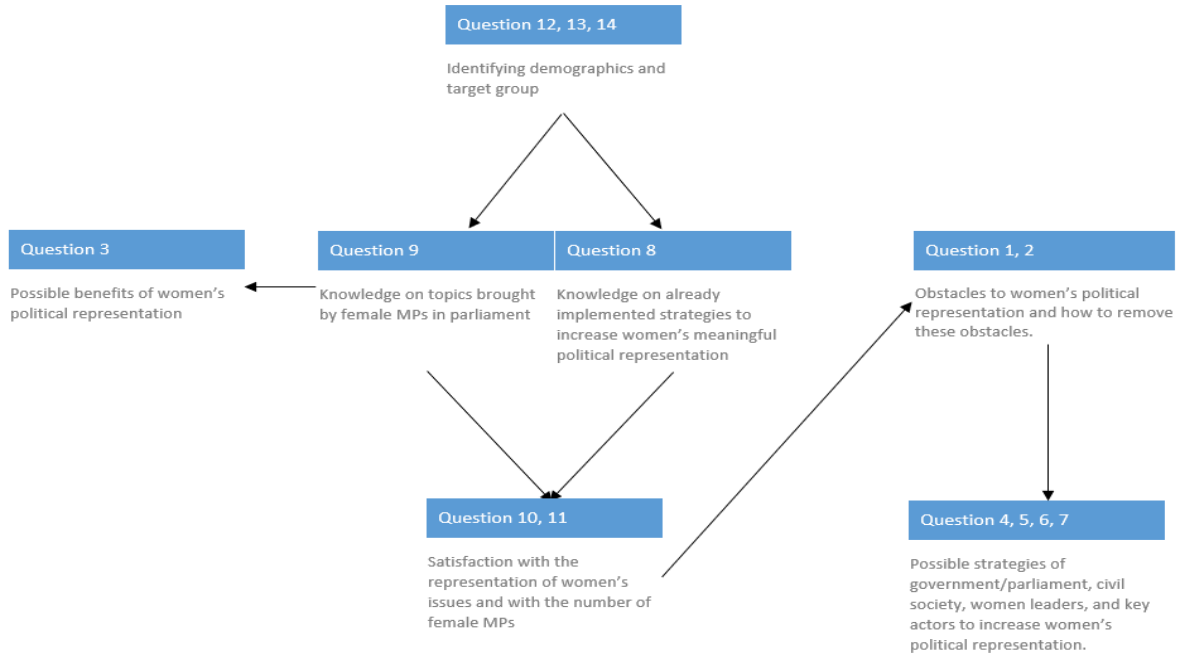 Question 12, 13, 14
Identifying demographics and
target group
Question 3
Possible benefits of women's
political representation
Question 9
Knowledge on topics brought
by female MPs in parliament
Question 8
Knowledge on already
implemented strategies to
increase women's meaningful
political representation
Question 1, 2
Obstacles to women's political
representation and how to remove
these obstacles.
Question 10, 11
Satisfaction with the
representation of women's
issues and with the number of
female MPs
Question 4, 5, 6, 7
Possible strategies of
government/parliament, civil
society, women leaders, and key
actors to increase women's
political representation.